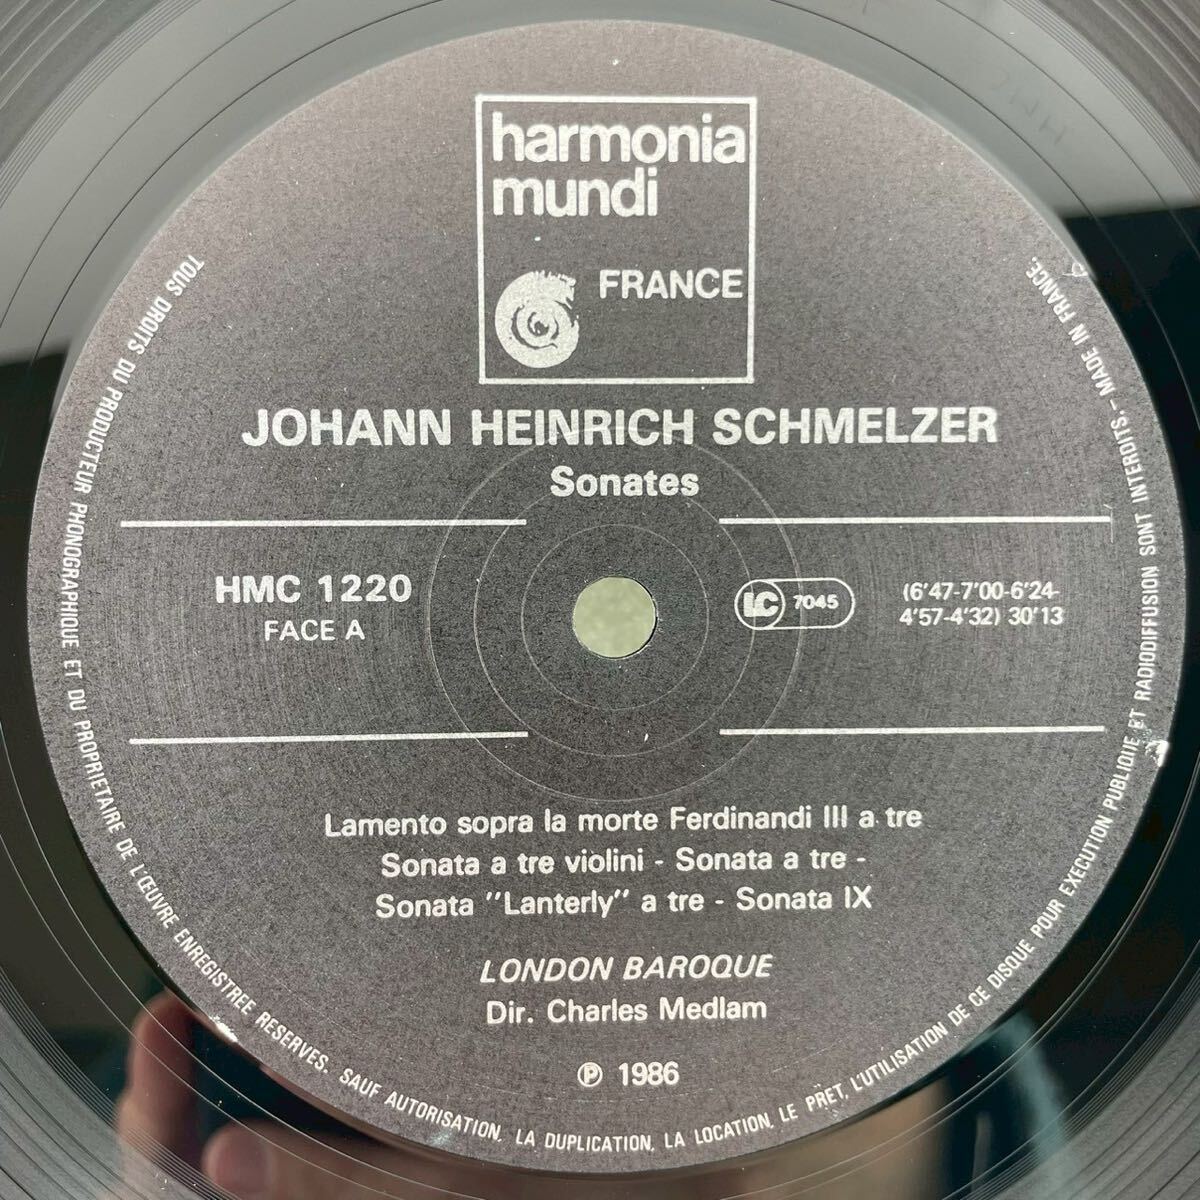 harmonia
mundi
FRANCE
JOHANN HEINRICH SCHMELZER
Sonates
HMC 1220
FACE A
LC 7045
(6'47-7'00-6'24-
4'57-4'32) 30'13
Lamento sopra la morte Ferdinandi III a tre
Sonata a tre violini - Sonata a tre -
Sonata "Lanterly" a tre - Sonata IX
LONDON BAROQUE
Dir. Charles Medlam
℗ 1986
TOUS DROITS DU PRODUCTEUR PHONOGRAPHIQUE ET DU PROPRIETAIRE DE L'ŒUVRE ENREGISTREE RESERVES. SAUF AUTORISATION, LA DUPLICATION, LA LOCATION, LE PRÊT, L'UTILISATION DE CE DISQUE POUR EXECUTION PUBLIQUE ET RADIODIFFUSION SONT INTERDITS. - MADE IN FRANCE.